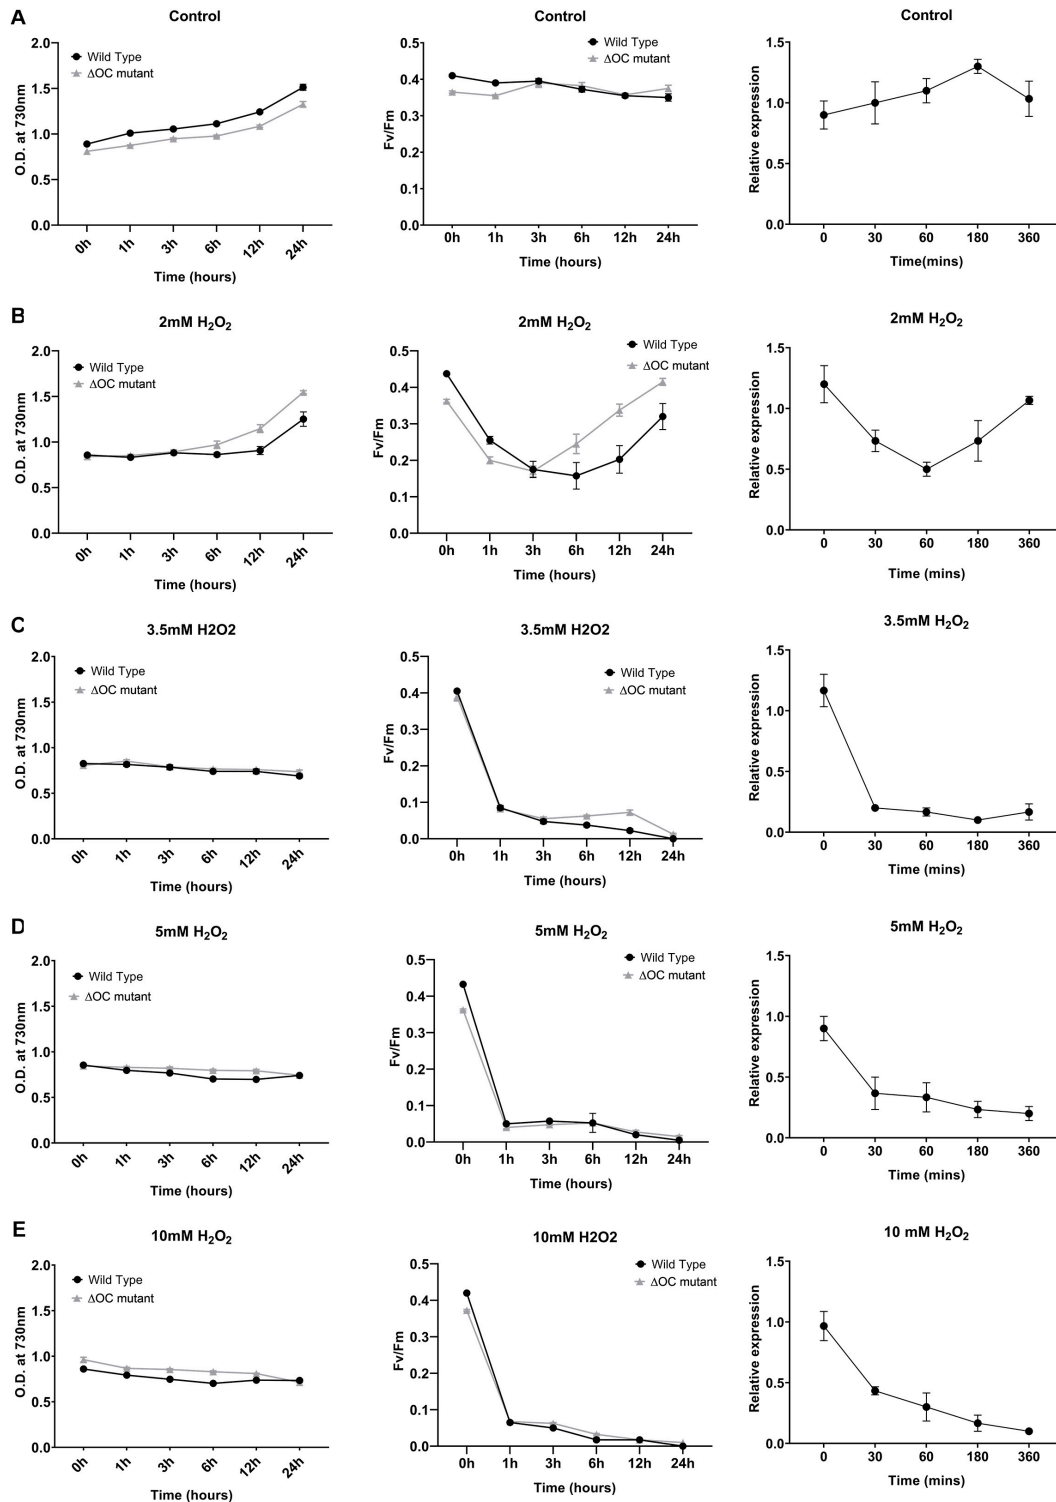 A
Control
2.0
1.5
1.0
0.5
0.0
O.D. at 730nm
Wild Type
ΔOC mutant
0h 1h 3h 6h 12h 24h
Time (hours)
Control
0.5
0.4
0.3
0.2
0.1
0.0
Fv/Fm
Wild Type
ΔOC mutant
0h 1h 3h 6h 12h 24h
Time (hours)
Control
1.5
1.0
0.5
0.0
Relative expression
0 30 60 180 360
Time(mins)
B
2mM H₂O₂
2.0
1.5
1.0
0.5
0.0
O.D. at 730nm
Wild Type
ΔOC mutant
0h 1h 3h 6h 12h 24h
Time (hours)
2mM H₂O₂
0.5
0.4
0.3
0.2
0.1
0.0
Fv/Fm
Wild Type
ΔOC mutant
0h 1h 3h 6h 12h 24h
Time (hours)
2mM H₂O₂
1.5
1.0
0.5
0.0
Relative expression
0 30 60 180 360
Time (mins)
C
3.5mM H2O2
2.0
1.5
1.0
0.5
0.0
O.D. at 730nm
Wild Type
ΔOC mutant
0h 1h 3h 6h 12h 24h
Time (hours)
3.5mM H2O2
0.5
0.4
0.3
0.2
0.1
0.0
Fv/Fm
Wild Type
ΔOC mutant
0h 1h 3h 6h 12h 24h
Time (hours)
3.5mM H₂O₂
1.5
1.0
0.5
0.0
Relative expression
0 30 60 180 360
Time (mins)
D
5mM H₂O₂
2.0
1.5
1.0
0.5
0.0
O.D. at 730nm
Wild Type
ΔOC mutant
0h 1h 3h 6h 12h 24h
Time (hours)
5mM H₂O₂
0.5
0.4
0.3
0.2
0.1
0.0
Fv/Fm
Wild Type
ΔOC mutant
0h 1h 3h 6h 12h 24h
Time (hours)
5mM H₂O₂
1.5
1.0
0.5
0.0
Relative expression
0 30 60 180 360
Time (mins)
E
10mM H₂O₂
2.0
1.5
1.0
0.5
0.0
O.D. at 730nm
Wild Type
ΔOC mutant
0h 1h 3h 6h 12h 24h
Time (hours)
10mM H2O2
0.5
0.4
0.3
0.2
0.1
0.0
Fv/Fm
Wild Type
ΔOC mutant
0h 1h 3h 6h 12h 24h
Time (hours)
10 mM H₂O₂
1.5
1.0
0.5
0.0
Relative expression
0 30 60 180 360
Time (mins)